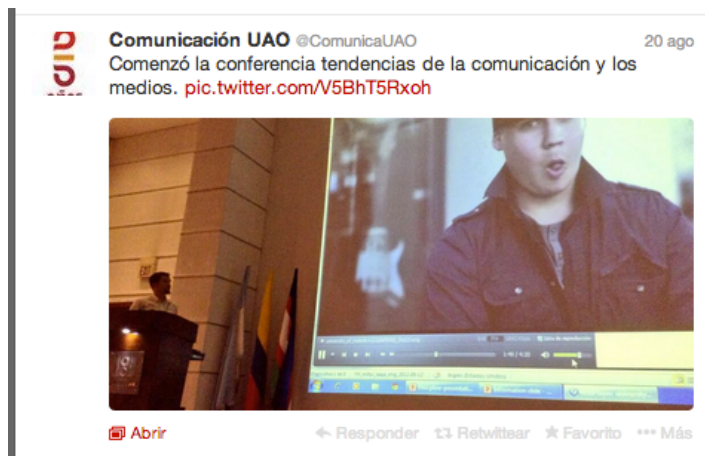 Comunicación UAO @ComunicaUAO 20 ago
Comenzó la conferencia tendencias de la comunicación y los
medios. pic.twitter.com/V5BhT5Rxoh
años
Abrir Responder Retwittear Favorito Más